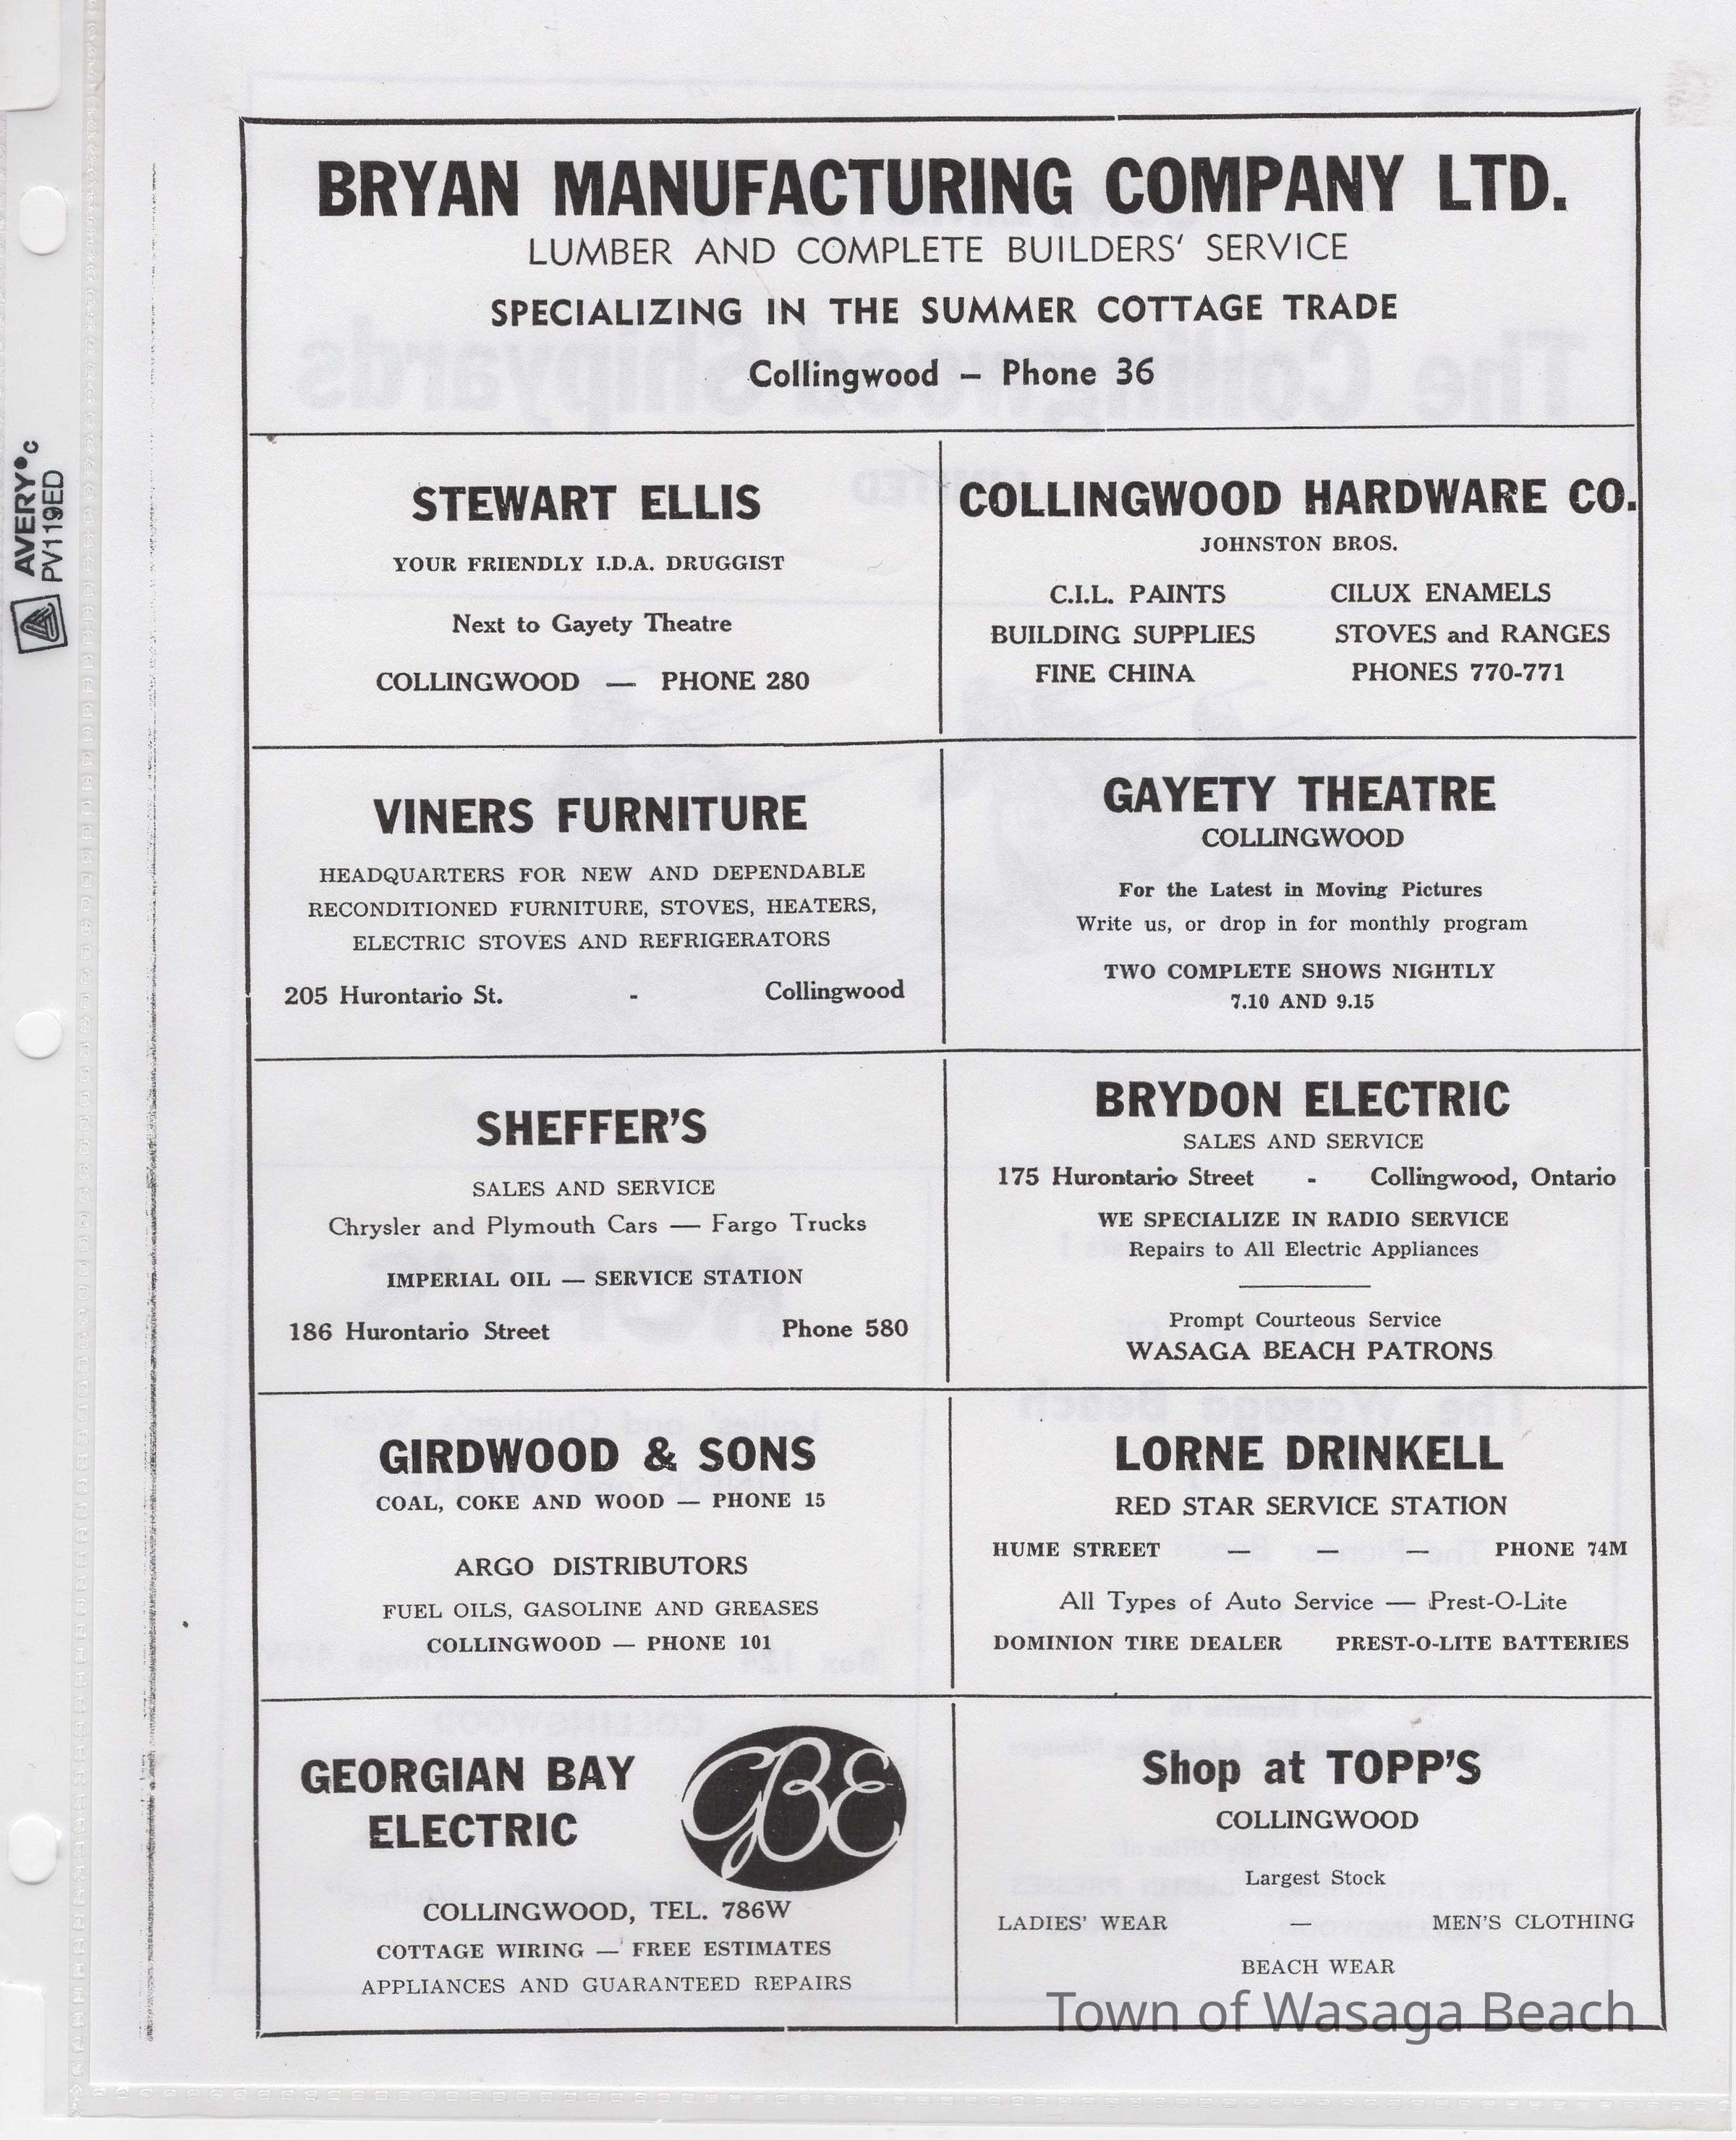 BRYAN MANUFACTURING COMPANY LTD.
LUMBER AND COMPLETE BUILDERS' SERVICE
SPECIALIZING IN THE SUMMER COTTAGE TRADE
Collingwood – Phone 36
STEWART ELLIS
YOUR FRIENDLY I.D.A. DRUGGIST
Next to Gayety Theatre
COLLINGWOOD — PHONE 280
COLLINGWOOD HARDWARE CO.
JOHNSTON BROS.
C.I.L. PAINTS CILUX ENAMELS
BUILDING SUPPLIES STOVES and RANGES
FINE CHINA PHONES 770-771
VINERS FURNITURE
HEADQUARTERS FOR NEW AND DEPENDABLE
RECONDITIONED FURNITURE, STOVES, HEATERS,
ELECTRIC STOVES AND REFRIGERATORS
205 Hurontario St. - Collingwood
GAYETY THEATRE
COLLINGWOOD
For the Latest in Moving Pictures
Write us, or drop in for monthly program
TWO COMPLETE SHOWS NIGHTLY
7.10 AND 9.15
SHEFFER'S
SALES AND SERVICE
Chrysler and Plymouth Cars — Fargo Trucks
IMPERIAL OIL — SERVICE STATION
186 Hurontario Street Phone 580
BRYDON ELECTRIC
SALES AND SERVICE
175 Hurontario Street - Collingwood, Ontario
WE SPECIALIZE IN RADIO SERVICE
Repairs to All Electric Appliances
Prompt Courteous Service
WASAGA BEACH PATRONS
GIRDWOOD & SONS
COAL, COKE AND WOOD — PHONE 15
ARGO DISTRIBUTORS
FUEL OILS, GASOLINE AND GREASES
COLLINGWOOD — PHONE 101
LORNE DRINKELL
RED STAR SERVICE STATION
HUME STREET — — — PHONE 74M
All Types of Auto Service — Prest-O-Lite
DOMINION TIRE DEALER PREST-O-LITE BATTERIES
GEORGIAN BAY
ELECTRIC
GBE
COLLINGWOOD, TEL. 786W
COTTAGE WIRING — FREE ESTIMATES
APPLIANCES AND GUARANTEED REPAIRS
Shop at TOPP'S
COLLINGWOOD
Largest Stock
LADIES' WEAR — MEN'S CLOTHING
BEACH WEAR
Town of Wasaga Beach
AVERY® c
PV119ED